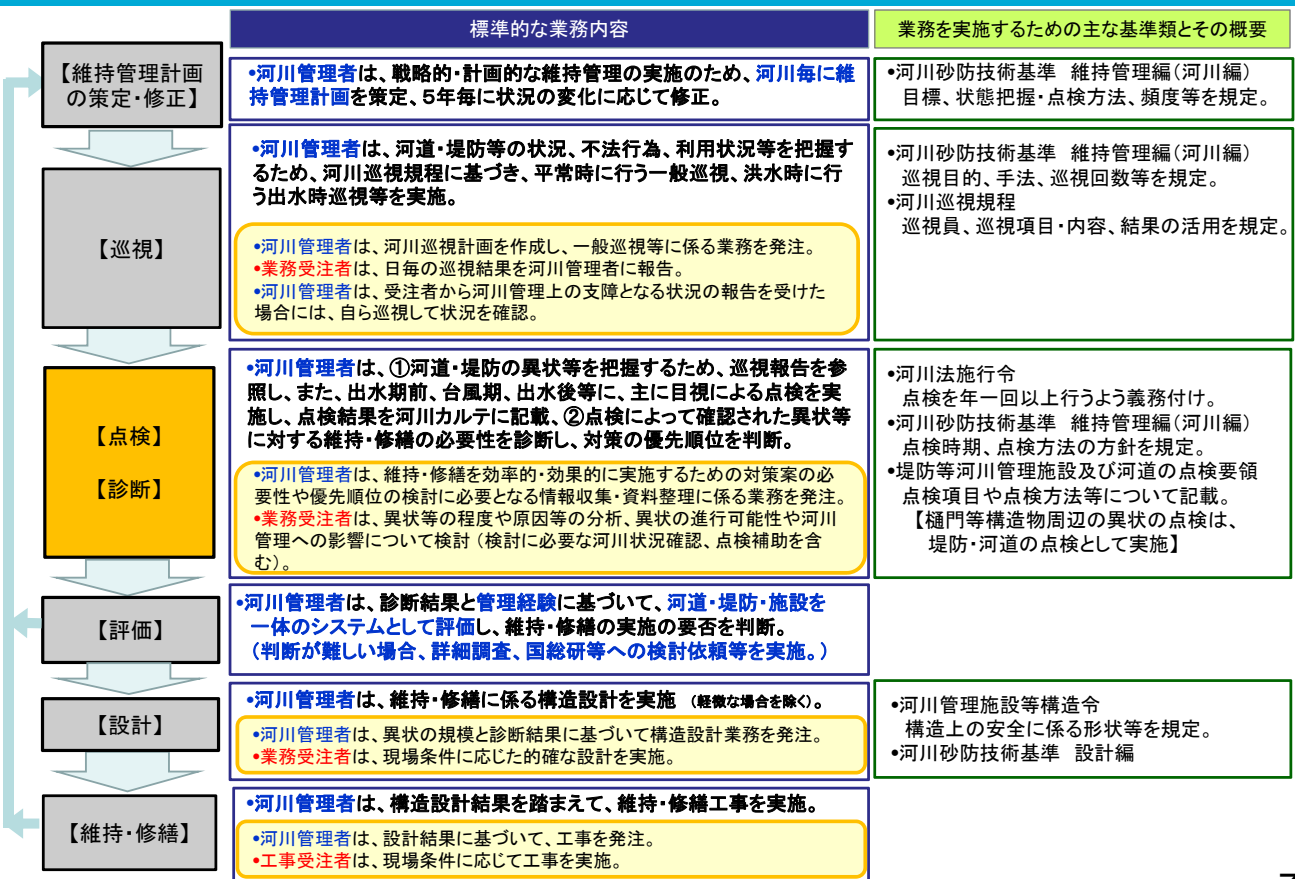 標準的な業務内容
業務を実施するための主な基準類とその概要
【維持管理計画
の策定・修正】
•河川管理者は、戦略的・計画的な維持管理の実施のため、河川毎に維
持管理計画を策定、5年毎に状況の変化に応じて修正。
•河川砂防技術基準 維持管理編(河川編)
目標、状態把握・点検方法、頻度等を規定。
【巡視】
•河川管理者は、河道・堤防等の状況、不法行為、利用状況等を把握す
るため、河川巡視規程に基づき、平常時に行う一般巡視、洪水時に行
う出水時巡視等を実施。
•河川管理者は、河川巡視計画を作成し、一般巡視等に係る業務を発注。
•業務受注者は、日毎の巡視結果を河川管理者に報告。
•河川管理者は、受注者から河川管理上の支障となる状況の報告を受けた
場合には、自ら巡視して状況を確認。
•河川砂防技術基準 維持管理編(河川編)
巡視目的、手法、巡視回数等を規定。
•河川巡視規程
巡視員、巡視項目・内容、結果の活用を規定。
【点検】
【診断】
•河川管理者は、①河道・堤防の異状等を把握するため、巡視報告を参
照し、また、出水期前、台風期、出水後等に、主に目視による点検を実
施し、点検結果を河川カルテに記載、②点検によって確認された異状等
に対する維持・修繕の必要性を診断し、対策の優先順位を判断。
•河川管理者は、維持・修繕を効率的・効果的に実施するための対策案の必
要性や優先順位の検討に必要となる情報収集・資料整理に係る業務を発注。
•業務受注者は、異状等の程度や原因等の分析、異状の進行可能性や河川
管理への影響について検討(検討に必要な河川状況確認、点検補助を含
む)。
•河川法施行令
点検を年一回以上行うよう義務付け。
•河川砂防技術基準 維持管理編(河川編)
点検時期、点検方法の方針を規定。
•堤防等河川管理施設及び河道の点検要領
点検項目や点検方法等について記載。
【樋門等構造物周辺の異状の点検は、
堤防・河道の点検として実施】
【評価】
•河川管理者は、診断結果と管理経験に基づいて、河道・堤防・施設を
一体のシステムとして評価し、維持・修繕の実施の要否を判断。
(判断が難しい場合、詳細調査、国総研等への検討依頼等を実施。)
【設計】
•河川管理者は、維持・修繕に係る構造設計を実施 (軽微な場合を除く)。
•河川管理者は、異状の規模と診断結果に基づいて構造設計業務を発注。
•業務受注者は、現場条件に応じた的確な設計を実施。
•河川管理施設等構造令
構造上の安全に係る形状等を規定。
•河川砂防技術基準 設計編
【維持・修繕】
•河川管理者は、構造設計結果を踏まえて、維持・修繕工事を実施。
•河川管理者は、設計結果に基づいて、工事を発注。
•工事受注者は、現場条件に応じて工事を実施。